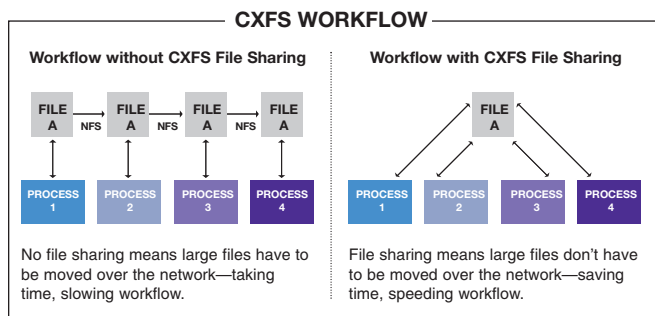 CXFS WORKFLOW
Workflow without CXFS File Sharing
FILE
A
NFS
FILE
A
NFS
FILE
A
NFS
FILE
A
PROCESS
1
PROCESS
2
PROCESS
3
PROCESS
4
No file sharing means large files have to
be moved over the network—taking
time, slowing workflow.
Workflow with CXFS File Sharing
FILE
A
PROCESS
1
PROCESS
2
PROCESS
3
PROCESS
4
File sharing means large files don’t have
to be moved over the network—saving
time, speeding workflow.